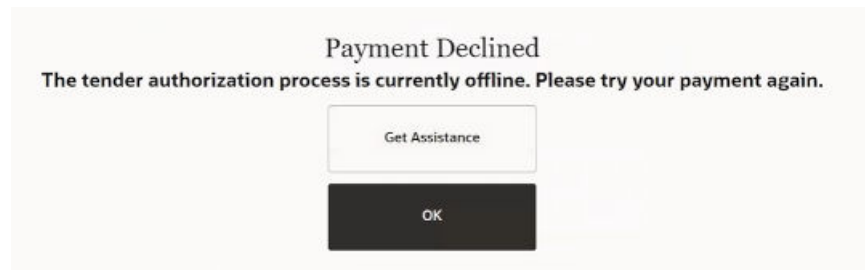 Payment Declined
The tender authorization process is currently offline. Please try your payment again.
Get Assistance
OK